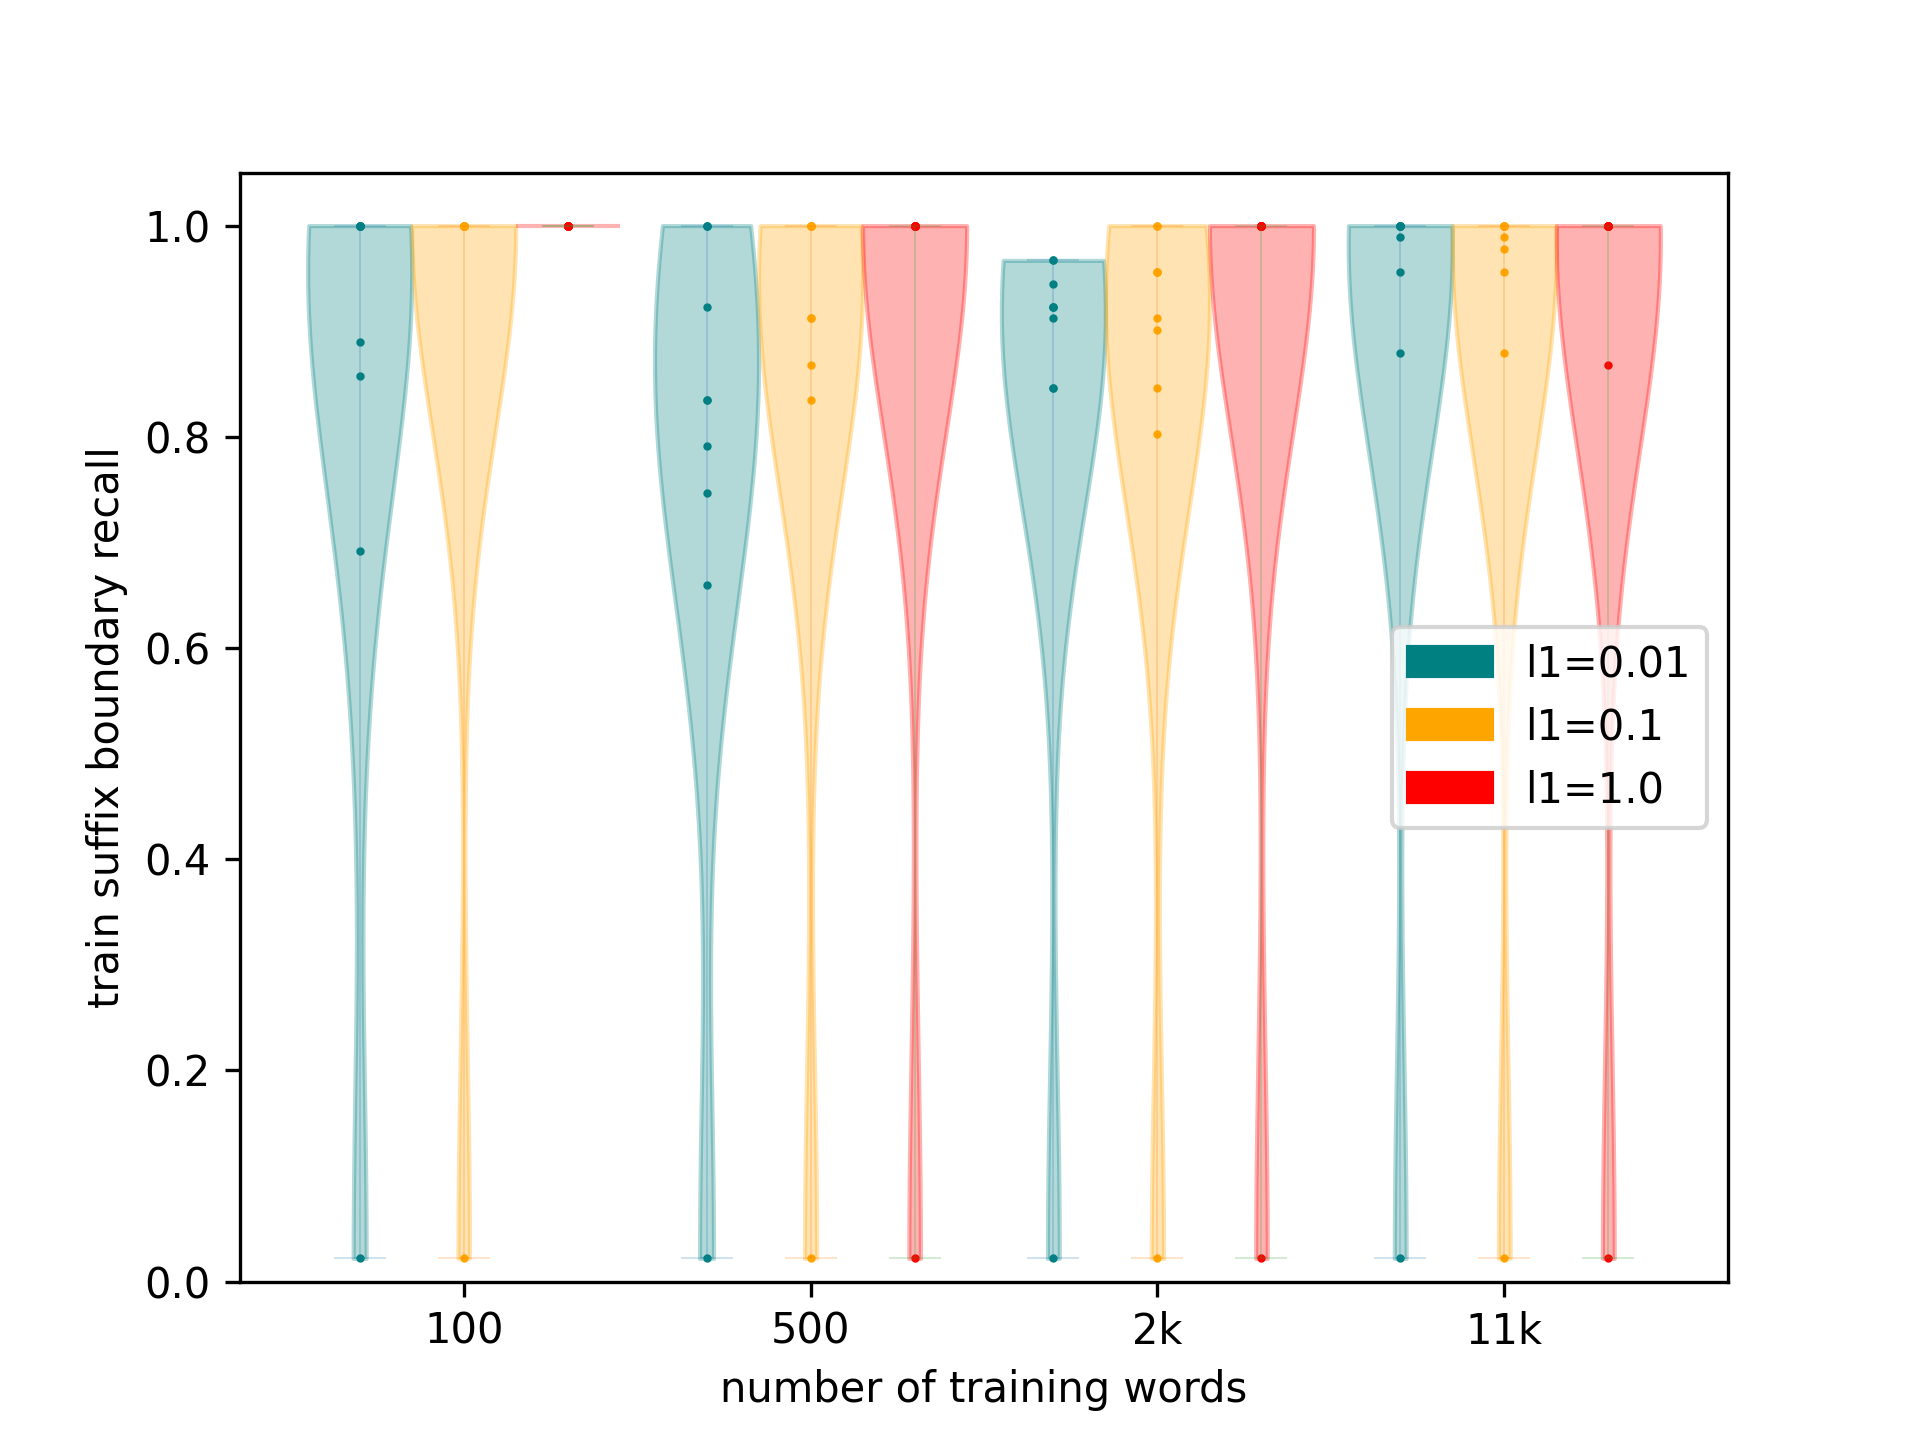 1.0
0.8
0.6
0.4
0.2
0.0
train suffix boundary recall
100
500
2k
11k
number of training words
l1=0.01
l1=0.1
l1=1.0